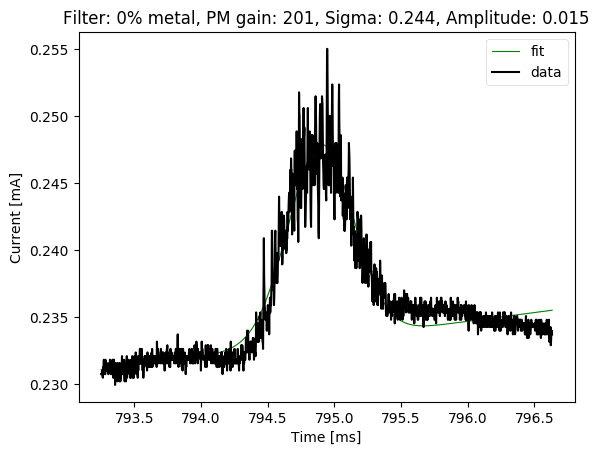 Filter: 0% metal, PM gain: 201, Sigma: 0.244, Amplitude: 0.015
fit
data
0.255
0.250
0.245
0.240
0.235
0.230
Current [mA]
793.5 794.0 794.5 795.0 795.5 796.0 796.5
Time [ms]